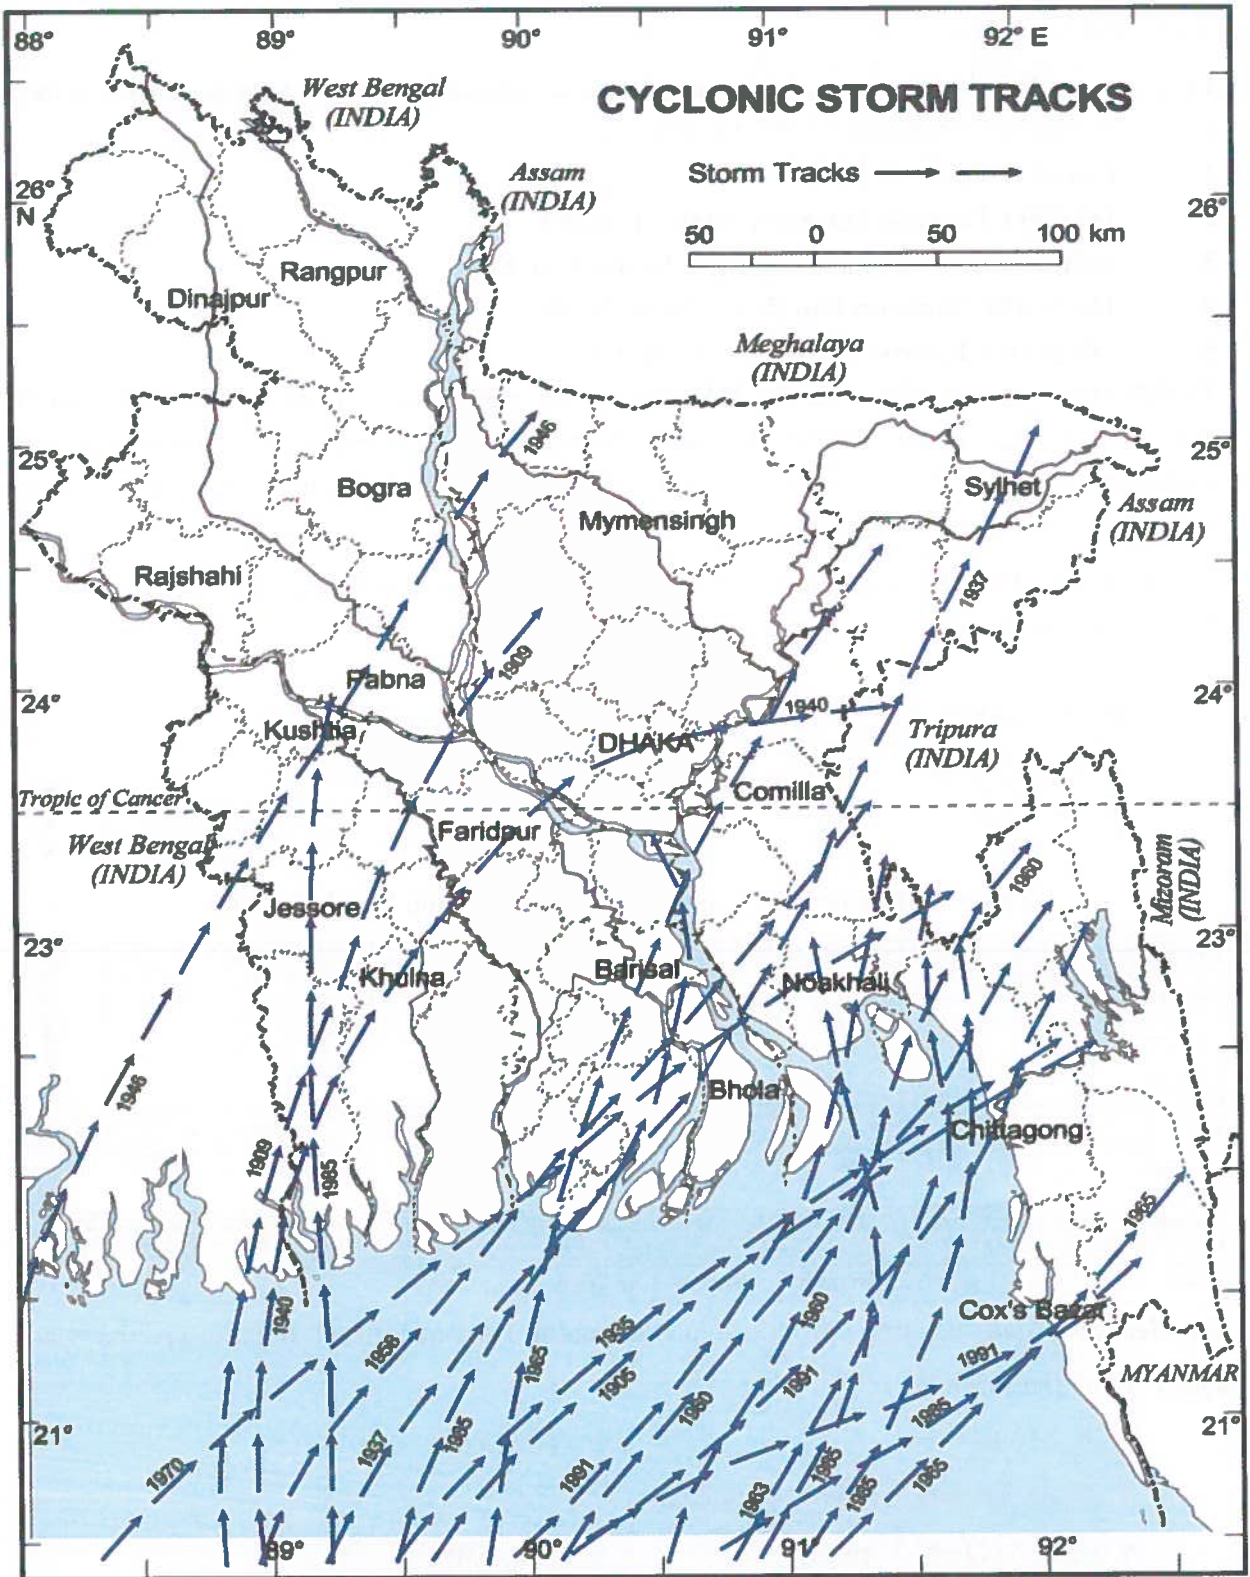 88°
89°
90°
91°
92° E
CYCLONIC STORM TRACKS
West Bengal
(INDIA)
Assam
(INDIA)
Storm Tracks
26°
N
26°
50
0
50
100 km
Rangpur
Dinajpur
Meghalaya
(INDIA)
1946
25°
25°
Bogra
Sylhet
Mymensingh
Assam
(INDIA)
Rajshahi
1937
1909
Pabna
24°
24°
1940
Kushtia
DHAKA
Tripura
(INDIA)
Comilla
Tropic of Cancer
Faridpur
West Bengal
(INDIA)
1960
Mizoram
(INDIA)
Jessore
23°
23°
Khulna
Barisal
Noakhali
1946
Bhola
Chittagong
1909
1985
1965
1940
1960
Cox's Bazar
1935
1958
1965
1991
MYANMAR
1905
1991
1960
1985
21°
21°
1937
1985
1970
1991
1985
1963
1985
1965
89°
90°
91°
92°